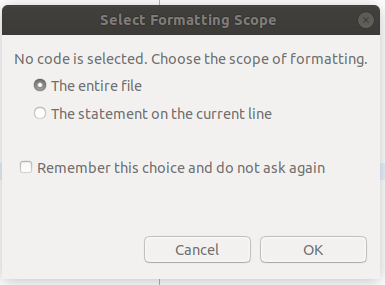 Select Formatting Scope
No code is selected. Choose the scope of formatting.
The entire file
The statement on the current line
Remember this choice and do not ask again
Cancel
OK